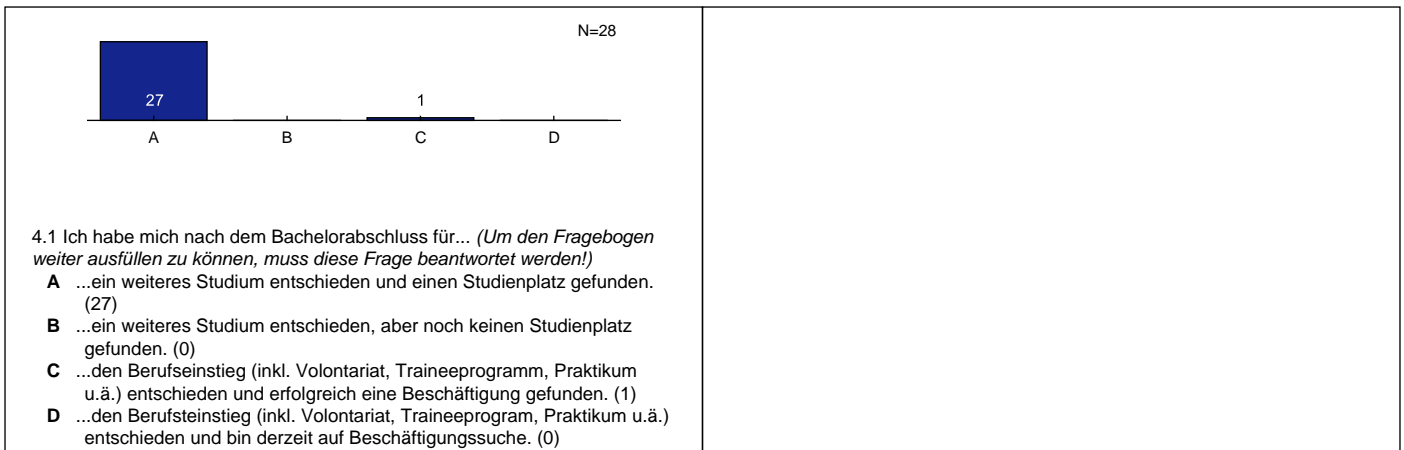 N=28
27
1
A
B
C
D
4.1 Ich habe mich nach dem Bachelorabschluss für... (Um den Fragebogen
weiter ausfüllen zu können, muss diese Frage beantwortet werden!)
A ...ein weiteres Studium entschieden und einen Studienplatz gefunden.
(27)
B ...ein weiteres Studium entschieden, aber noch keinen Studienplatz
gefunden. (0)
C ...den Berufseinstieg (inkl. Volontariat, Traineeprogramm, Praktikum
u.ä.) entschieden und erfolgreich eine Beschäftigung gefunden. (1)
D ...den Berufsteinstieg (inkl. Volontariat, Traineeprogram, Praktikum u.ä.)
entschieden und bin derzeit auf Beschäftigungssuche. (0)